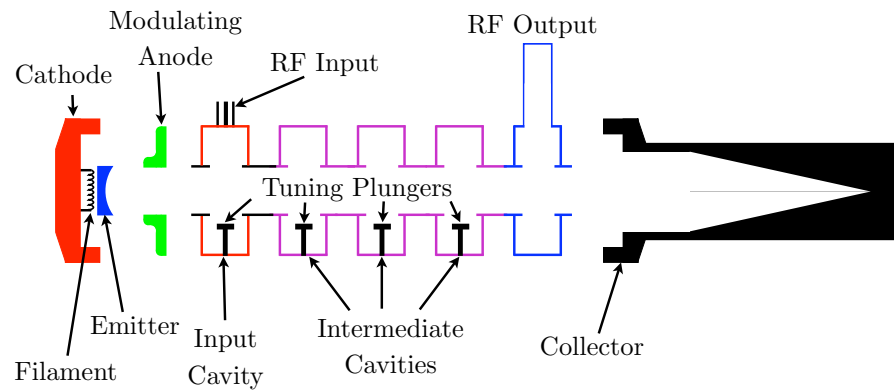 Modulating
Anode
RF Output
RF Input
Cathode
Tuning Plungers
Emitter
Input
Cavity
Intermediate
Cavities
Collector
Filament